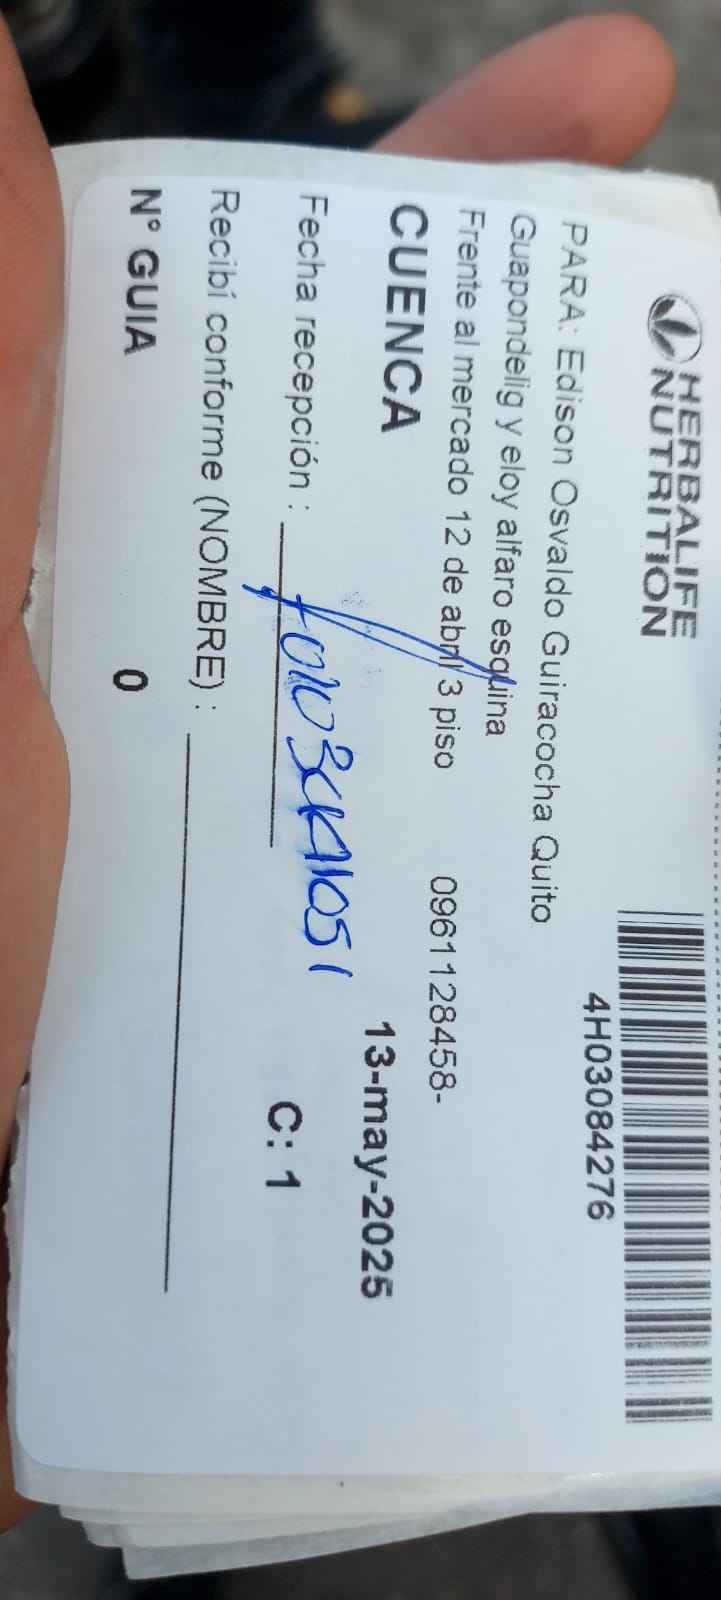 HERBALIFE
NUTRITION
4H03084276
PARA: Edison Osvaldo Guiracocha Quito
Guapondelig y eloy alfaro esquina
Frente al mercado 12 de abril 3 piso 0961128458-
CUENCA 13-may-2025
Fecha recepción :
C: 1
Recibí conforme (NOMBRE) :
N° GUIA 0